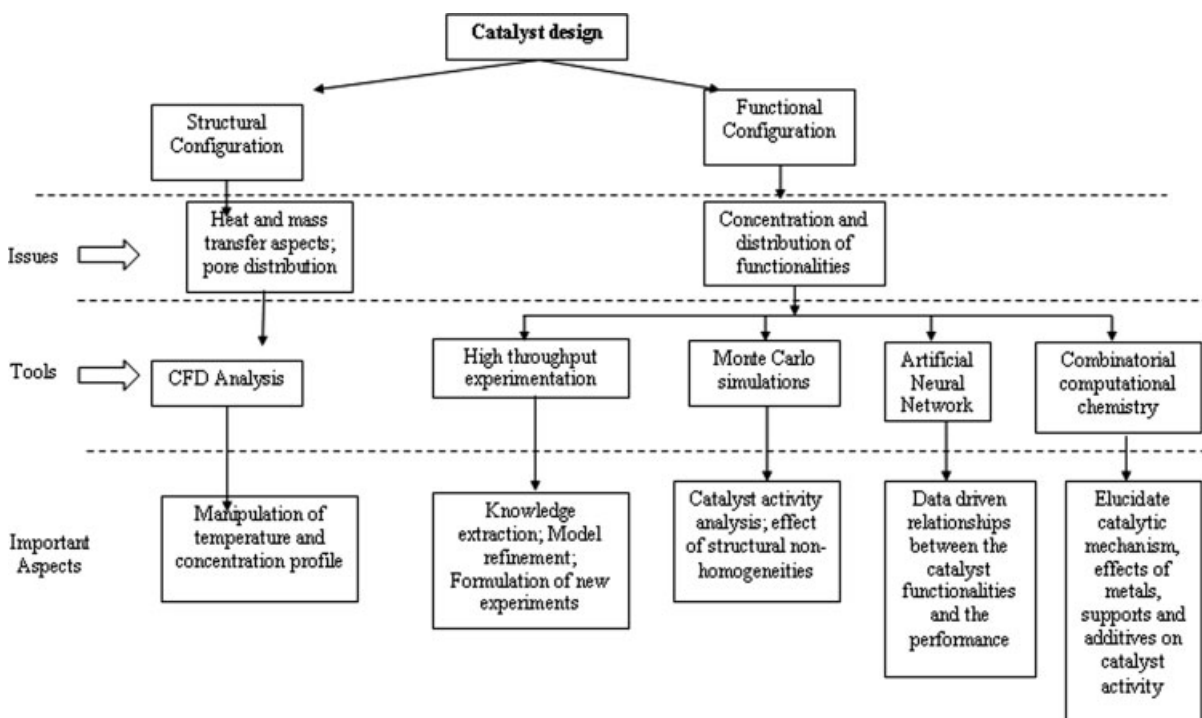 Catalyst design
Structural
Configuration
Functional
Configuration
Issues
Heat and mass
transfer aspects;
pore distribution
Concentration and
distribution of
functionalities
Tools
CFD Analysis
High throughput
experimentation
Monte Carlo
simulations
Artificial
Neural
Network
Combinatorial
computational
chemistry
Important
Aspects
Manipulation of
temperature and
concentration profile
Knowledge
extraction; Model
refinement;
Formulation of new
experiments
Catalyst activity
analysis; effect
of structural non-
homogeneities
Data driven
relationships
between the
catalyst
functionalities
and the
performance
Elucidate
catalytic
mechanism,
effects of
metals,
supports and
additives on
catalyst
activity